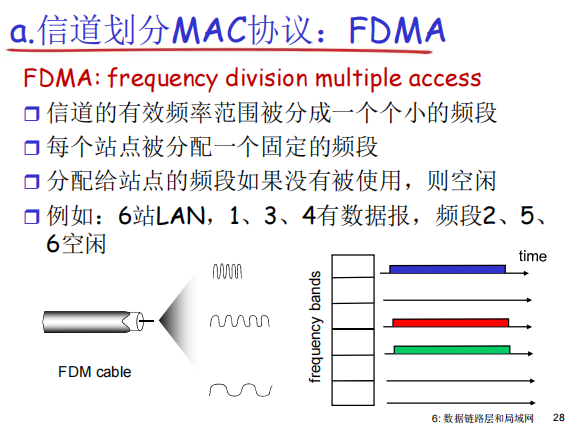 a.信道划分MAC协议：FDMA
FDMA: frequency division multiple access
信道的有效频率范围被分成一个个小的频段
每个站点被分配一个固定的频段
分配给站点的频段如果没有被使用，则空闲
例如：6站LAN，1、3、4有数据报，频段2、5、
6空闲
time
frequency bands
FDM cable
6: 数据链路层和局域网
28